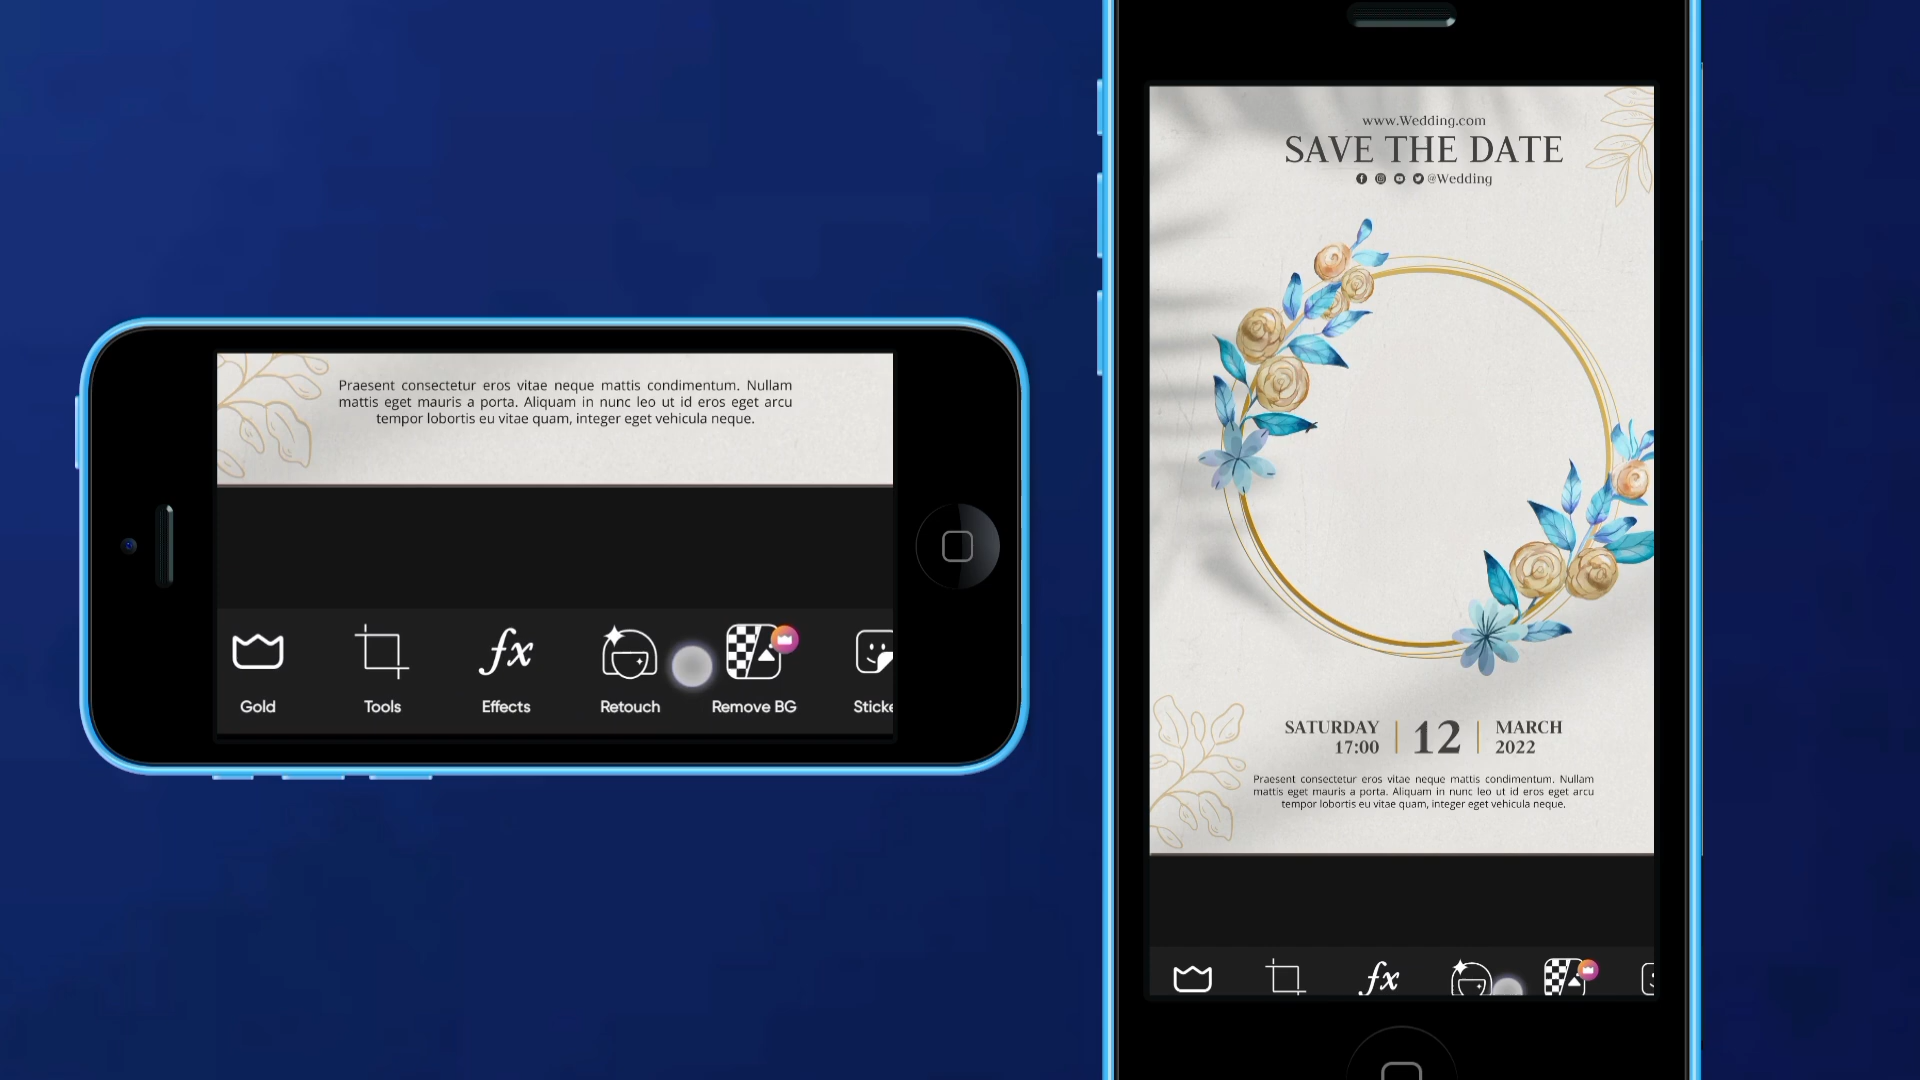 Praesent consectetur eros vitae neque mattis condimentum. Nullam
mattis eget mauris a porta. Aliquam in nunc leo ut id eros eget arcu
tempor lobortis eu vitae quam, integer eget vehicula neque.
Gold
Tools
fx
Effects
Retouch
Remove BG
Sticke
www.Wedding.com
SAVE THE DATE
@Wedding
SATURDAY
17:00
12
MARCH
2022
Praesent consectetur eros vitae neque mattis condimentum. Nullam
mattis eget mauris a porta. Aliquam in nunc leo ut id eros eget arcu
tempor lobortis eu vitae quam, integer eget vehicula neque.
fx